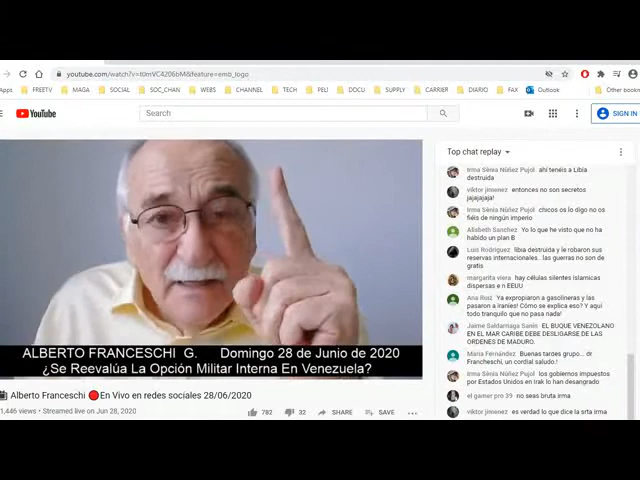 youtube.com/watch?v=t0mVC4206bM&feature=emb_logo
Apps FREETV MAGA SOCIAL SOC_CHAN WEBS CHANNEL TECH PELI DOCU SUPPLY CARRIER DIARIO FAX Outlook Other bookm
YouTube
Search
SIGN IN
ALBERTO FRANCESCHI G. Domingo 28 de Junio de 2020
¿Se Reevalúa La Opción Militar Interna En Venezuela?
Alberto Franceschi 🔴En Vivo en redes sociales 28/06/2020
1,446 views • Streamed live on Jun 28, 2020
782
32
SHARE
SAVE
Top chat replay
Irma Sènia Núñez Pujol ahí tenéis a Libia
destruida
viktor jimenez entonces no son secretos
jajajajaja!
Irma Sènia Núñez Pujol chicos os lo digo no os
fiéis de ningún imperio
Alisbeth Sanchez Yo lo que he visto que no ha
habido un plan B
Luis Rodriguez libia destruida y le robaron sus
reservas internacionales.. las guerras no son de
gratis
margarita viera hay células silentes islamicas
dispersas e n EEUU
Ana Ruiz Ya expropiaron a gasolineras y las
pasaron a iraníes! Cómo se explica eso? Y aquí
todo tranquilo que no pasa nada!
Jaime Saldarriaga Sanin EL BUQUE VENEZOLANO
EN EL MAR CARIBE DEBE DESLIGARSE DE LAS
ORDENES DE MADURO.
Maria Fernández Buenas tardes grupo... dr
Francheschi, un cordial saludo.!
Irma Sènia Núñez Pujol los gobiernos impuestos
por Estados Unidos en Irak lo han desangrado
el gamer pro 39 no seas bruta irma
viktor jimenez es verdad lo que dice la srta irma